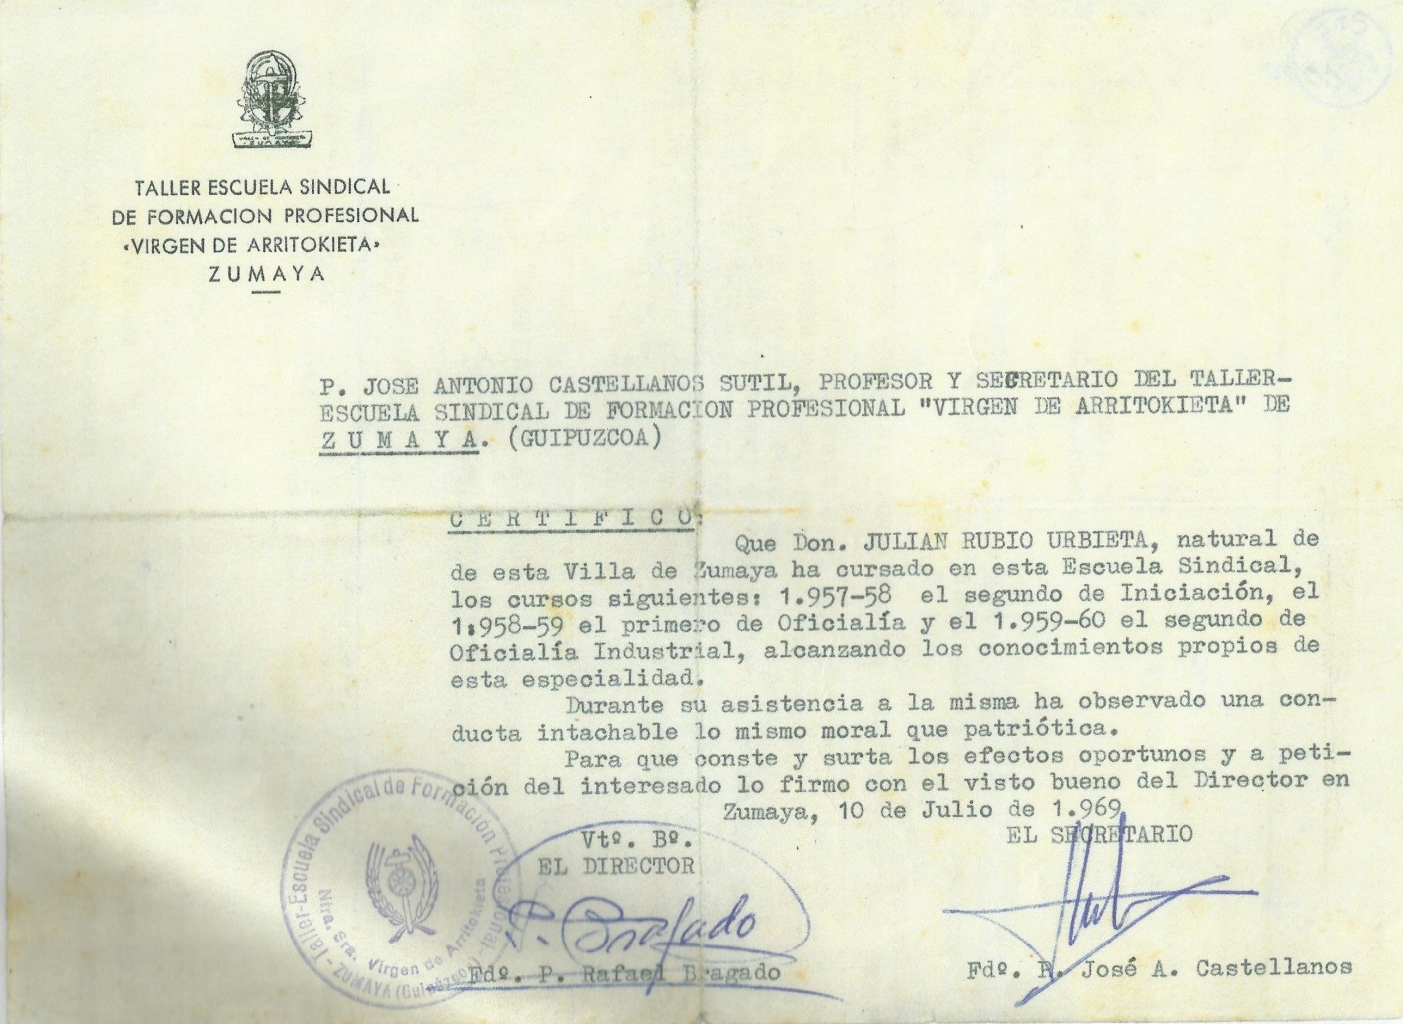 ZUMAYA
TALLER ESCUELA SINDICAL
DE FORMACION PROFESIONAL
«VIRGEN DE ARRITOKIETA»
ZUMAYA
P. JOSE ANTONIO CASTELLANOS SUTIL, PROFESOR Y SECRETARIO DEL TALLER-
ESCUELA SINDICAL DE FORMACION PROFESIONAL "VIRGEN DE ARRITOKIETA" DE
Z U M A Y A. (GUIPUZCOA)
C E R T I F I C O:
Que Don. JULIAN RUBIO URBIETA, natural de
de esta Villa de Zumaya ha cursado en esta Escuela Sindical,
los cursos siguientes: 1.957-58 el segundo de Iniciación, el
1.958-59 el primero de Oficialía y el 1.959-60 el segundo de
Oficialía Industrial, alcanzando los conocimientos propios de
esta especialidad.
Durante su asistencia a la misma ha observado una con-
ducta intachable lo mismo moral que patriótica.
Para que conste y surta los efectos oportunos y a peti-
ción del interesado lo firmo con el visto bueno del Director en
Zumaya, 10 de Julio de 1.969
Vtº. Bº.
EL DIRECTOR
EL SECRETARIO
P. Bragado
Fdº. P. Rafael Bragado
Fdº. P. José A. Castellanos
Taller-Escuela Sindical de Formación Profesional
Ntra. Sra. Virgen de Arritokieta
ZUMAYA (Guipúzcoa)